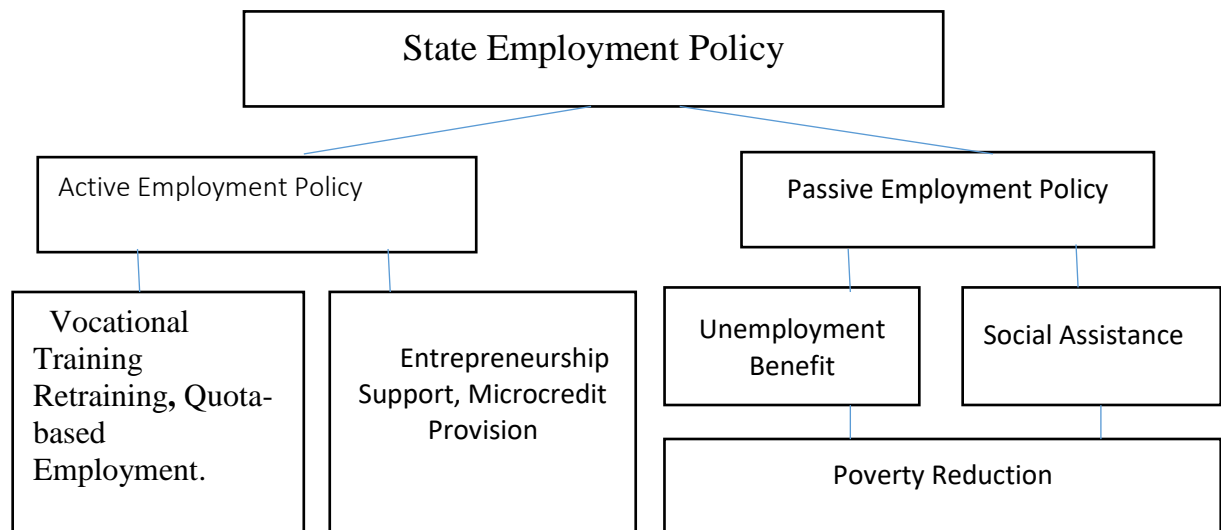 State Employment Policy
Active Employment Policy
Passive Employment Policy
Vocational
Training
Retraining, Quota-
based
Employment.
Entrepreneurship
Support, Microcredit
Provision
Unemployment
Benefit
Social Assistance
Poverty Reduction